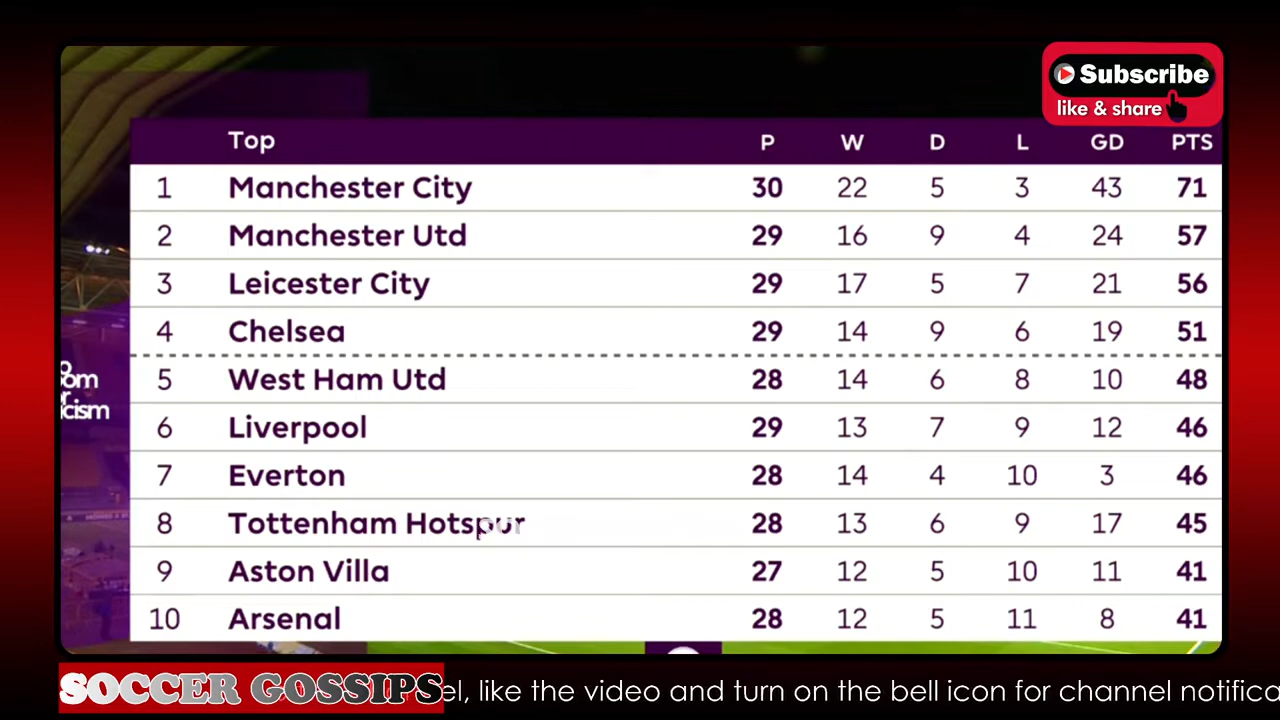 Subscribe
like & share
Top P W D L GD PTS
1 Manchester City 30 22 5 3 43 71
2 Manchester Utd 29 16 9 4 24 57
3 Leicester City 29 17 5 7 21 56
4 Chelsea 29 14 9 6 19 51
5 West Ham Utd 28 14 6 8 10 48
6 Liverpool 29 13 7 9 12 46
7 Everton 28 14 4 10 3 46
8 Tottenham Hotspur 28 13 6 9 17 45
9 Aston Villa 27 12 5 10 11 41
10 Arsenal 28 12 5 11 8 41
SOCCER GOSSIPS
like the video and turn on the bell icon for channel